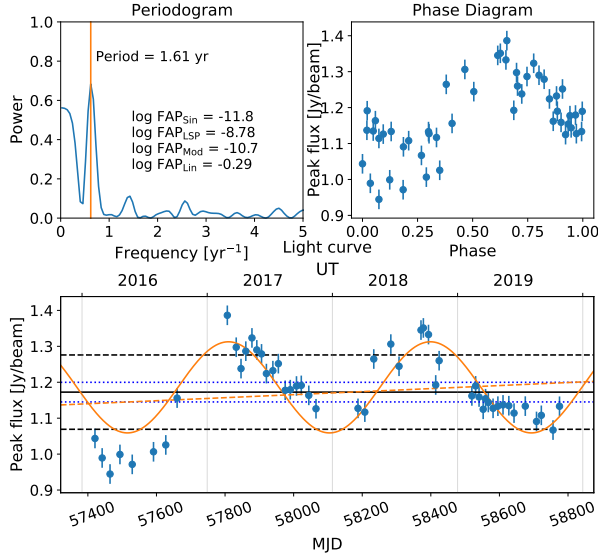 Periodogram
Power
1.0
0.8
0.6
0.4
0.2
0.0
Period = 1.61 yr
log FAP_Sin = -11.8
log FAP_LSP = -8.78
log FAP_Mod = -10.7
log FAP_Lin = -0.29
0 1 2 3 4 5
Frequency [yr⁻¹]
Phase Diagram
Peak flux [Jy/beam]
1.4
1.3
1.2
1.1
1.0
0.9
0.00 0.25 0.50 0.75 1.00
Phase
Light curve
UT
2016 2017 2018 2019
Peak flux [Jy/beam]
1.4
1.3
1.2
1.1
1.0
0.9
57400 57600 57800 58000 58200 58400 58600 58800
MJD